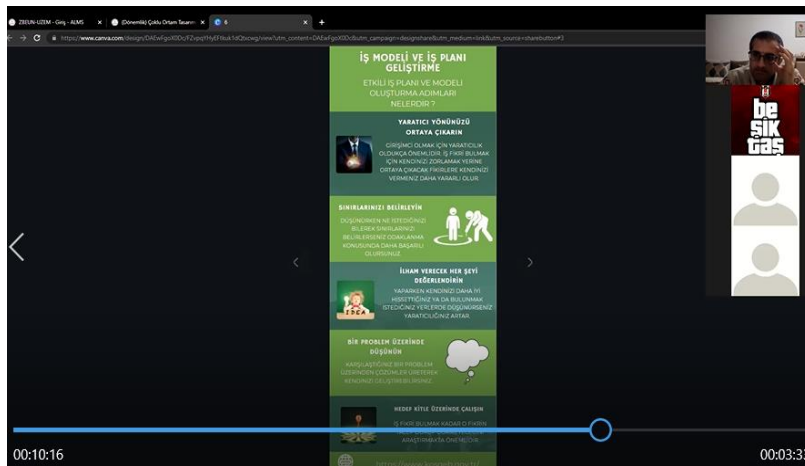 ZBEUN-UZEM - Giriş - ALMS
(Dönemlik) Çoklu Ortam Tasarım
6
İŞ MODELİ VE İŞ PLANI
GELİŞTİRME
ETKİLİ İŞ PLANI VE MODELİ
OLUŞTURMA ADIMLARI
NELERDİR ?
YARATICI YÖNÜNÜZÜ
ORTAYA ÇIKARIN
GİRİŞİMCİ OLMAK İÇİN YARATICILIK
OLDUKÇA ÖNEMLİDİR. İŞ FİKRİ BULMAK
İÇİN KENDİNİZİ ZORLAMAK YERİNE
ORTAYA ÇIKACAK FİKİRLERE KENDİNİZİ
VERMENİZ DAHA YARARLI OLUR.
SINIRLARINIZI BELİRLEYİN
DÜŞÜNÜRKEN NE İSTEDİĞİNİZİ
BİLEREK SINIRLARINIZI
BELİRLERSENİZ ODAKLANMA
KONUSUNDA DAHA BAŞARILI
OLURSUNUZ.
İLHAM VERECEK HER ŞEYİ
DEĞERLENDİRİN
YAPARKEN KENDİNİZİ DAHA İYİ
HİSSETTİĞİNİZ YA DA BULUNMAK
İSTEDİĞİNİZ YERLERDE DÜŞÜNÜRSENİZ
YARATICILIĞINIZ ARTAR.
IDEA
BİR PROBLEM ÜZERİNDE
DÜŞÜNÜN
KARŞILAŞTIĞINIZ BİR PROBLEM
ÜZERİNDEN ÇÖZÜMLER ÜRETEREK
KENDİNİZİ GELİŞTİREBİLİRSİNİZ.
HEDEF KİTLE ÜZERİNDE ÇALIŞIN
İŞ FİKRİ BULMAK KADAR O FİKRİN
ARAŞTIRMAK TA ÖNEMLİDİR.
be
şik
taş
00:10:16
00:03:33